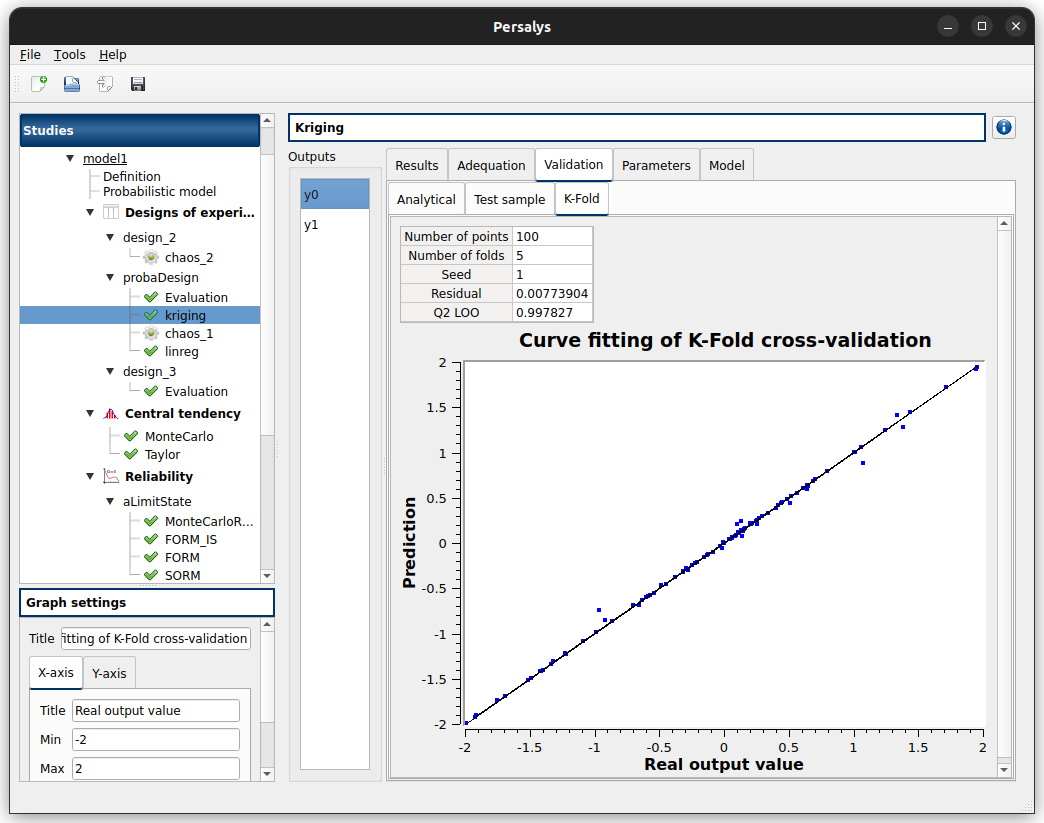 Persalys
File Tools Help
Studies
model1
Definition
Probabilistic model
Designs of experi...
design_2
chaos_2
probaDesign
Evaluation
kriging
chaos_1
linreg
design_3
Evaluation
Central tendency
MonteCarlo
Taylor
Reliability
aLimitState
MonteCarloR...
FORM_IS
FORM
SORM
Graph settings
Title fitting of K-Fold cross-validation
X-axis Y-axis
Title Real output value
Min -2
Max 2
Kriging
Outputs
y0
y1
Results Adequation Validation Parameters Model
Analytical Test sample K-Fold
Number of points 100
Number of folds 5
Seed 1
Residual 0.00773904
Q2 LOO 0.997827
Curve fitting of K-Fold cross-validation
Prediction
2
1.5
1
0.5
0
-0.5
-1
-1.5
-2
-2 -1.5 -1 -0.5 0 0.5 1 1.5 2
Real output value